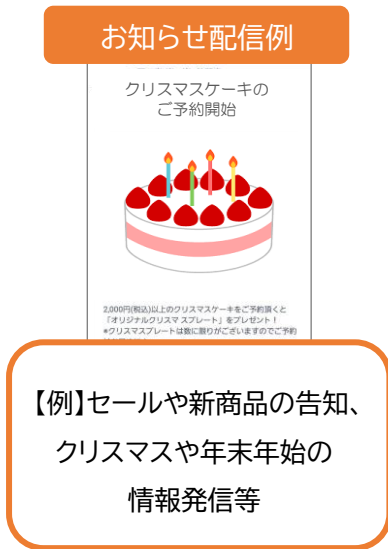 お知らせ配信例
クリスマスケーキの
ご予約開始
2,000円(税込)以上のクリスマスケーキをご予約頂くと
「オリジナルクリスマスプレート」をプレゼント！
※クリスマスプレートは数に限りがございますのでご予約
【例】セールや新商品の告知、
クリスマスや年末年始の
情報発信等